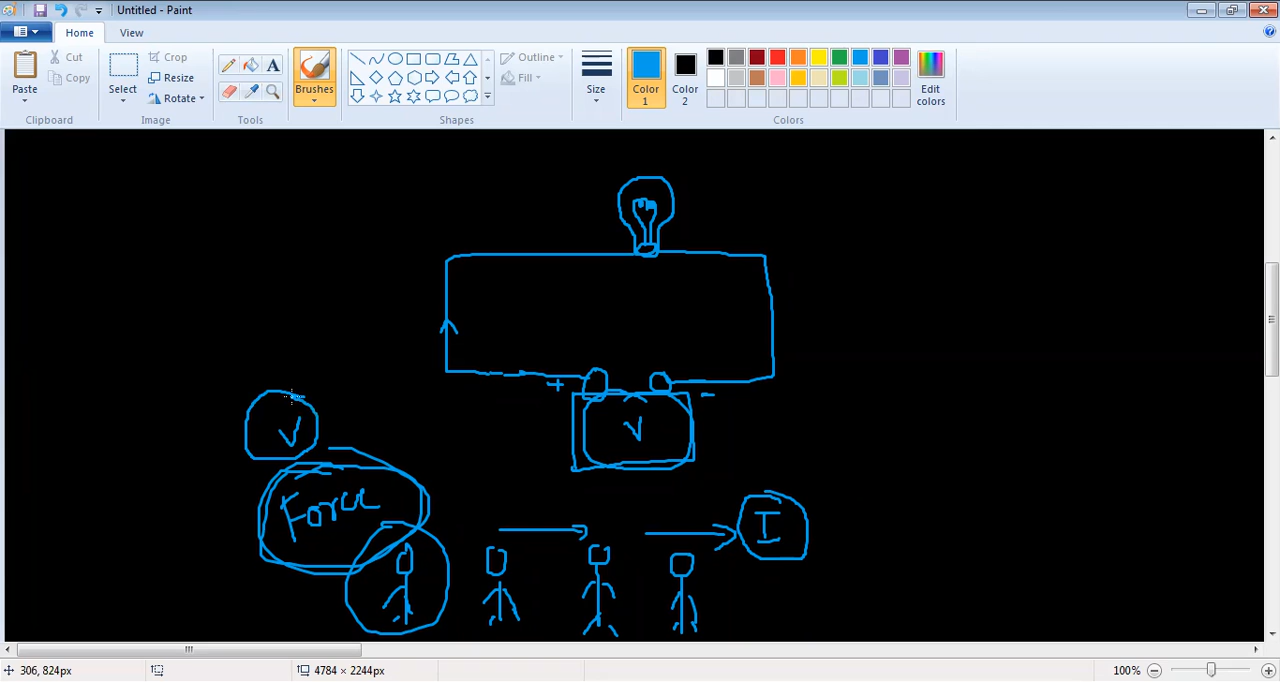 Untitled - Paint
Home View
Paste Cut Copy
Clipboard
Select Crop Resize Rotate
Image
A
Tools
Brushes
Outline Fill
Shapes
Size
Color 1 Color 2
Edit colors
Colors
+ −
V
V
Force
I
306, 824px
4784 × 2244px
100%